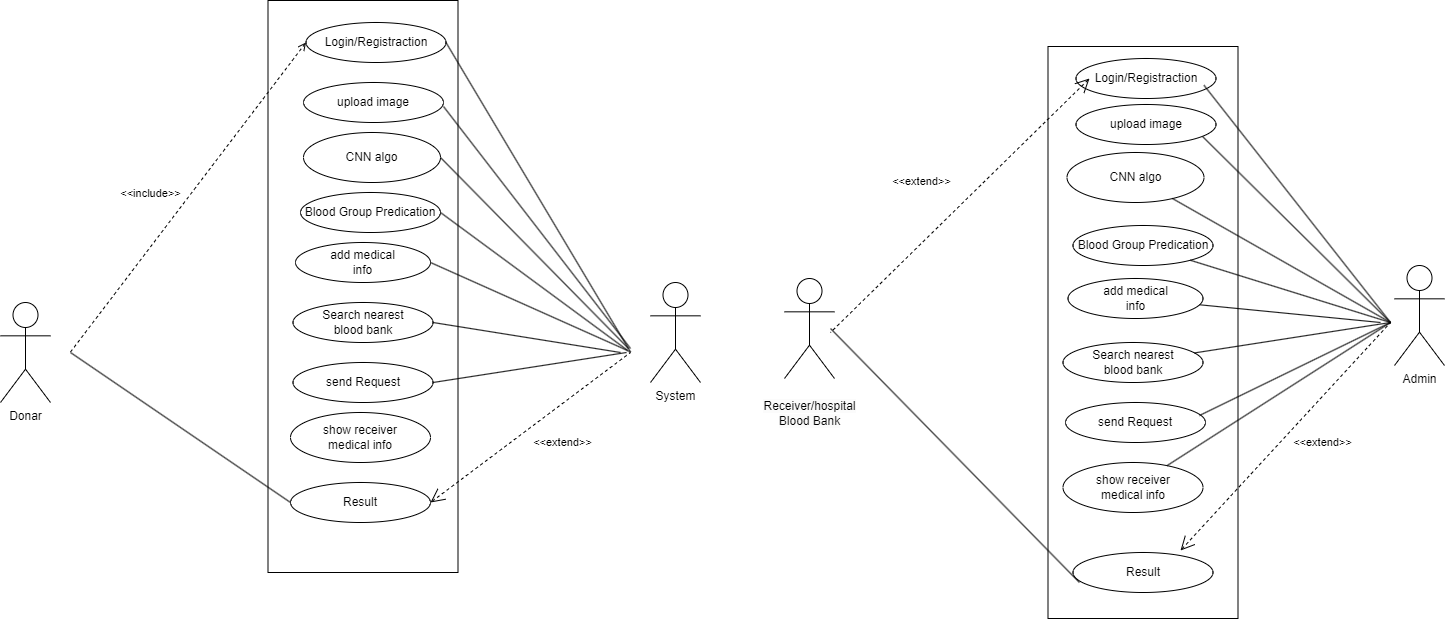 Login/Registraction
upload image
CNN algo
<<include>>
Blood Group Predication
add medical
info
Search nearest
blood bank
send Request
System
Donar
show receiver
medical info
<<extend>>
Result
Login/Registraction
upload image
CNN algo
<<extend>>
Blood Group Predication
add medical
info
Search nearest
blood bank
Admin
Receiver/hospital
Blood Bank
send Request
<<extend>>
show receiver
medical info
Result